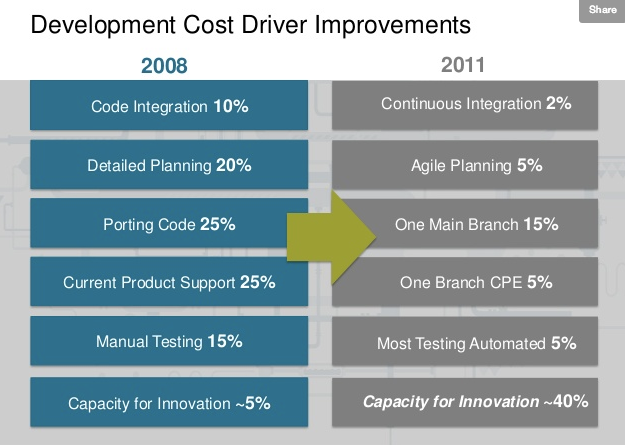 Share
Development Cost Driver Improvements
2008
2011
Code Integration 10%
Continuous Integration 2%
Detailed Planning 20%
Agile Planning 5%
Porting Code 25%
One Main Branch 15%
Current Product Support 25%
One Branch CPE 5%
Manual Testing 15%
Most Testing Automated 5%
Capacity for Innovation ~5%
Capacity for Innovation ~40%